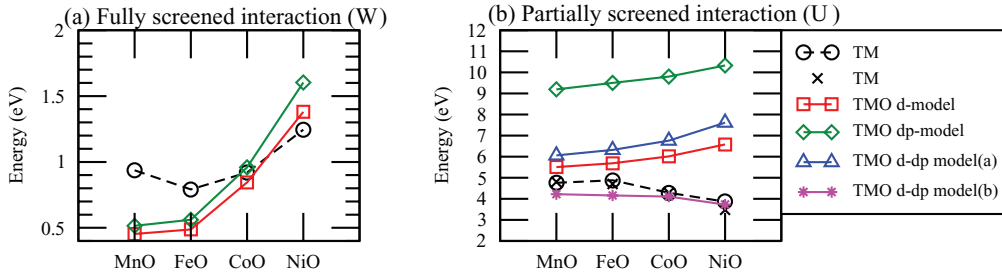 (a) Fully screened interaction (W)
2
1.5
1
0.5
Energy (eV)
MnO FeO CoO NiO
(b) Partially screened interaction (U)
12
11
10
9
8
7
6
5
4
3
2
Energy (eV)
MnO FeO CoO NiO
TM
TM
TMO d-model
TMO dp-model
TMO d-dp model(a)
TMO d-dp model(b)